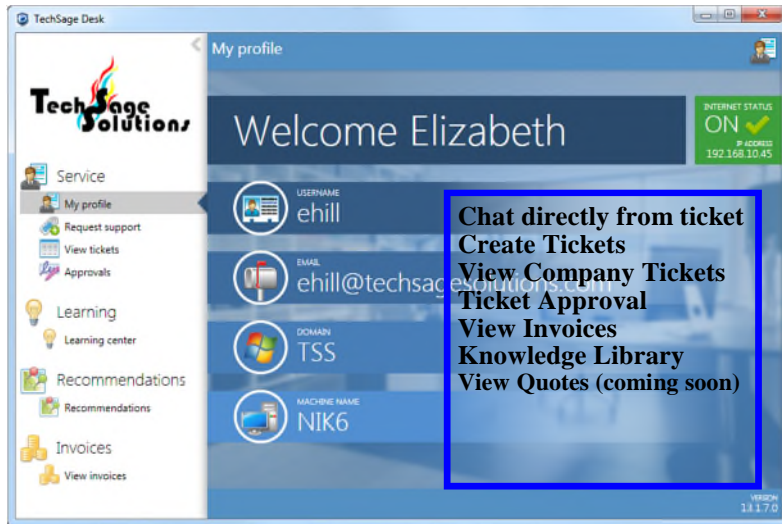 TechSage Desk
TechSage
Solutions
Service
My profile
Request support
View tickets
Approvals
Learning
Learning center
Recommendations
Recommendations
Invoices
View invoices
My profile
Welcome Elizabeth
INTERNET STATUS
ON
IP ADDRESS
192.168.10.45
USERNAME
ehill
EMAIL
ehill@techsagesolutions.com
DOMAIN
TSS
MACHINE NAME
NIK6
Chat directly from ticket
Create Tickets
View Company Tickets
Ticket Approval
View Invoices
Knowledge Library
View Quotes (coming soon)
VERSION
13.1.7.0